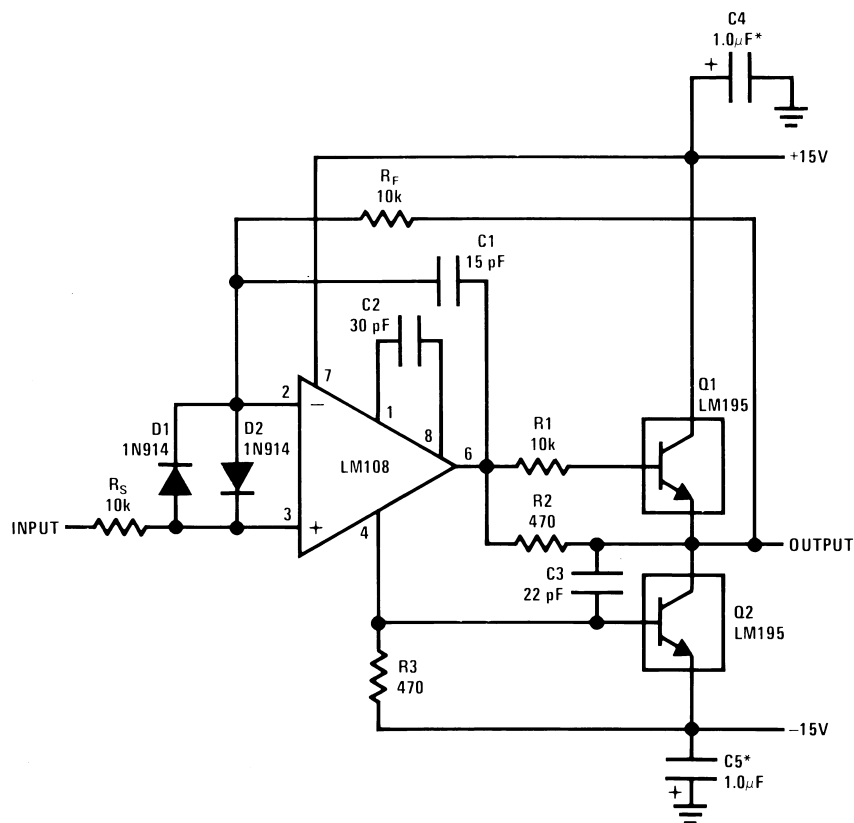 C4
1.0µF*
+
+15V
R_F
10k
C1
15 pF
C2
30 pF
7
2
−
1
8
Q1
LM195
D1
1N914
D2
1N914
LM108
6
R1
10k
R_S
10k
INPUT
3
+
4
R2
470
OUTPUT
C3
22 pF
Q2
LM195
R3
470
−15V
C5*
1.0µF
+